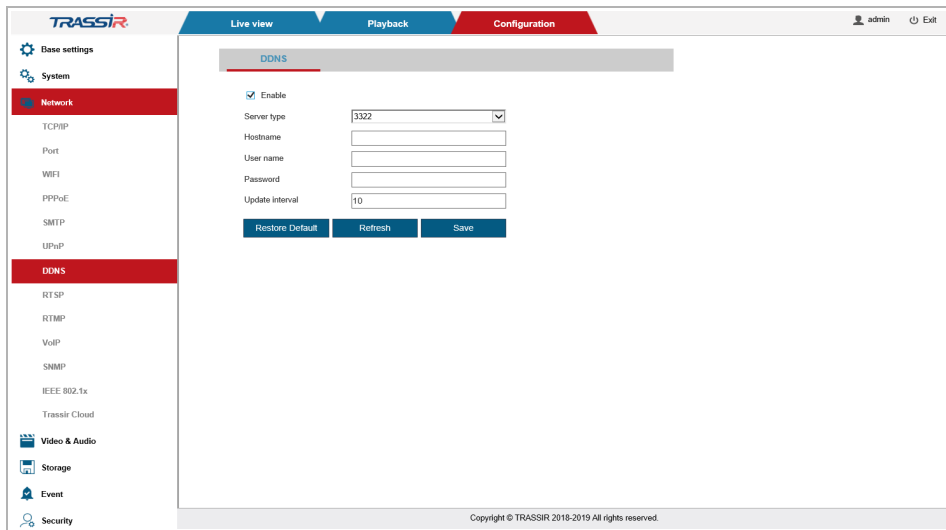 TRASSIR
Live view
Playback
Configuration
admin
Exit
Base settings
System
Network
TCP/IP
Port
WIFI
PPPoE
SMTP
UPnP
DDNS
RTSP
RTMP
VoIP
SNMP
IEEE 802.1x
Trassir Cloud
Video & Audio
Storage
Event
Security
DDNS
Enable
Server type 3322
Hostname
User name
Password
Update interval 10
Restore Default Refresh Save
Copyright © TRASSIR 2018-2019 All rights reserved.